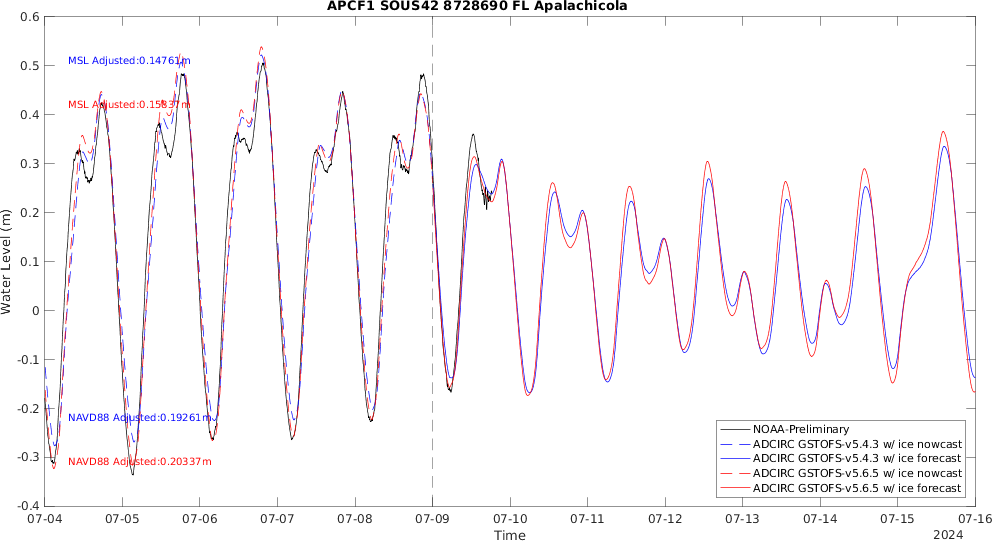 APCF1 SOUS42 8728690 FL Apalachicola
Water Level (m)
0.6
0.5
0.4
0.3
0.2
0.1
0
-0.1
-0.2
-0.3
-0.4
MSL Adjusted:0.14761m
MSL Adjusted:0.15837m
NAVD88 Adjusted:0.19261m
NAVD88 Adjusted:0.20337m
NOAA-Preliminary
ADCIRC GSTOFS-v5.4.3 w/ ice nowcast
ADCIRC GSTOFS-v5.4.3 w/ ice forecast
ADCIRC GSTOFS-v5.6.5 w/ ice nowcast
ADCIRC GSTOFS-v5.6.5 w/ ice forecast
07-04 07-05 07-06 07-07 07-08 07-09 07-10 07-11 07-12 07-13 07-14 07-15 07-16
Time
2024